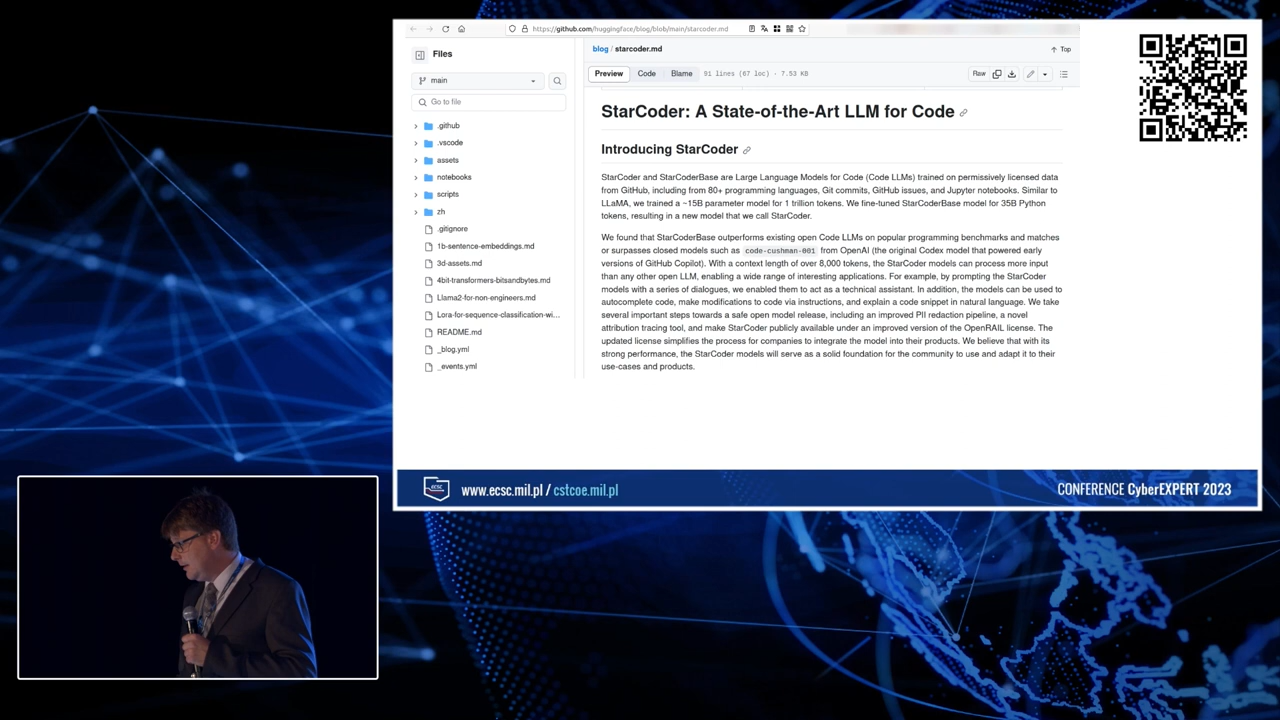 https://github.com/huggingface/blog/blob/main/starcoder.md
Files
main
Go to file
.github
.vscode
assets
notebooks
scripts
zh
.gitignore
1b-sentence-embeddings.md
3d-assets.md
4bit-transformers-bitsandbytes.md
Llama2-for-non-engineers.md
Lora-for-sequence-classification-wi...
README.md
_blog.yml
_events.yml
blog / starcoder.md
Top
Preview
Code
Blame
91 lines (67 loc) · 7.53 KB
Raw
StarCoder: A State-of-the-Art LLM for Code
Introducing StarCoder
StarCoder and StarCoderBase are Large Language Models for Code (Code LLMs) trained on permissively licensed data
from GitHub, including from 80+ programming languages, Git commits, GitHub issues, and Jupyter notebooks. Similar to
LLaMA, we trained a ~15B parameter model for 1 trillion tokens. We fine-tuned StarCoderBase model for 35B Python
tokens, resulting in a new model that we call StarCoder.
We found that StarCoderBase outperforms existing open Code LLMs on popular programming benchmarks and matches
or surpasses closed models such as code-cushman-001 from OpenAI (the original Codex model that powered early
versions of GitHub Copilot). With a context length of over 8,000 tokens, the StarCoder models can process more input
than any other open LLM, enabling a wide range of interesting applications. For example, by prompting the StarCoder
models with a series of dialogues, we enabled them to act as a technical assistant. In addition, the models can be used to
autocomplete code, make modifications to code via instructions, and explain a code snippet in natural language. We take
several important steps towards a safe open model release, including an improved PII redaction pipeline, a novel
attribution tracing tool, and make StarCoder publicly available under an improved version of the OpenRAIL license. The
updated license simplifies the process for companies to integrate the model into their products. We believe that with its
strong performance, the StarCoder models will serve as a solid foundation for the community to use and adapt it to their
use-cases and products.
ecsc
www.ecsc.mil.pl / cstcoe.mil.pl
CONFERENCE CyberEXPERT 2023